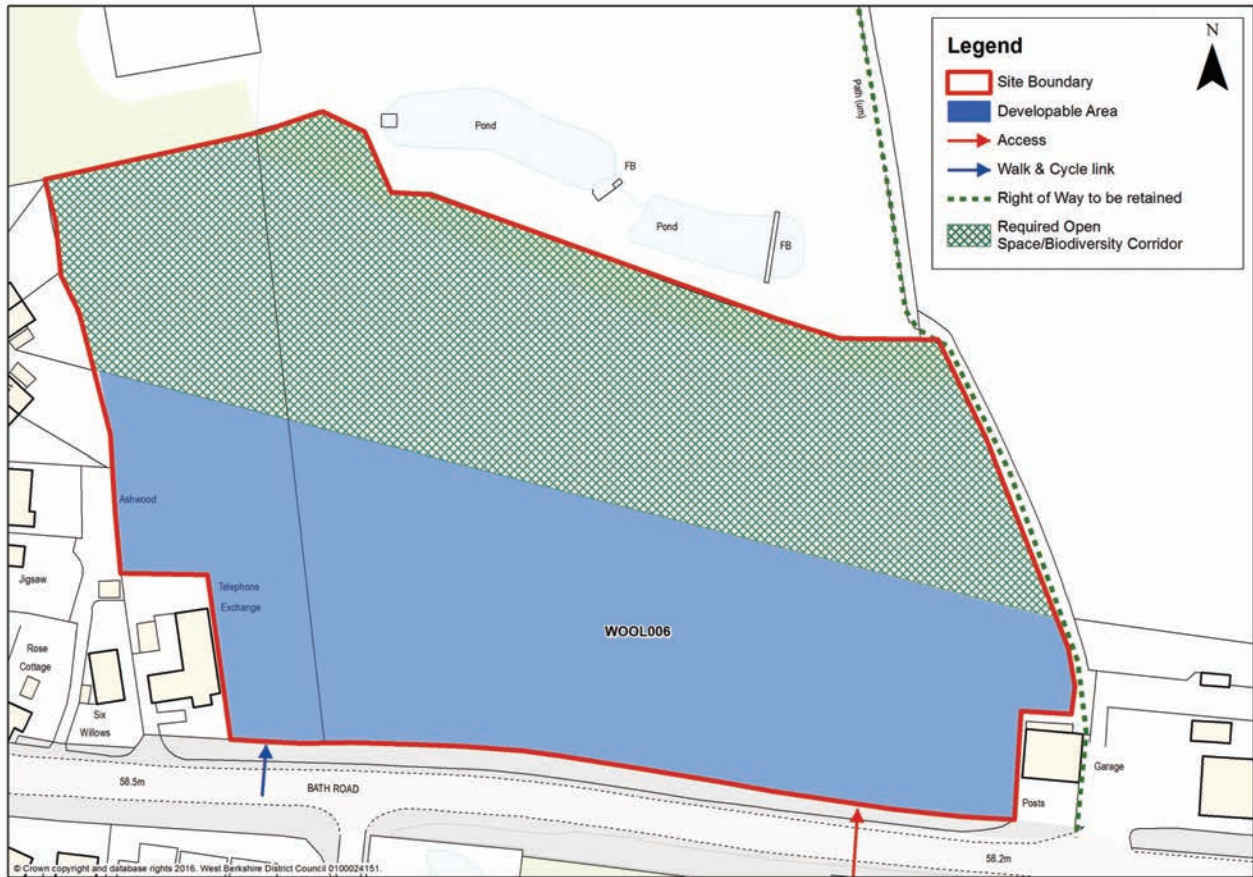 Legend
N
Site Boundary
Developable Area
Access
Walk & Cycle link
Right of Way to be retained
Required Open
Space/Biodiversity Corridor
Path (um)
Pond
FB
Pond
FB
Ashwood
Jigsaw
Telephone
Exchange
WOOL006
Rose
Cottage
Six
Willows
Garage
Posts
58.5m
BATH ROAD
58.2m
© Crown copyright and database rights 2016. West Berkshire District Council 0100024151.